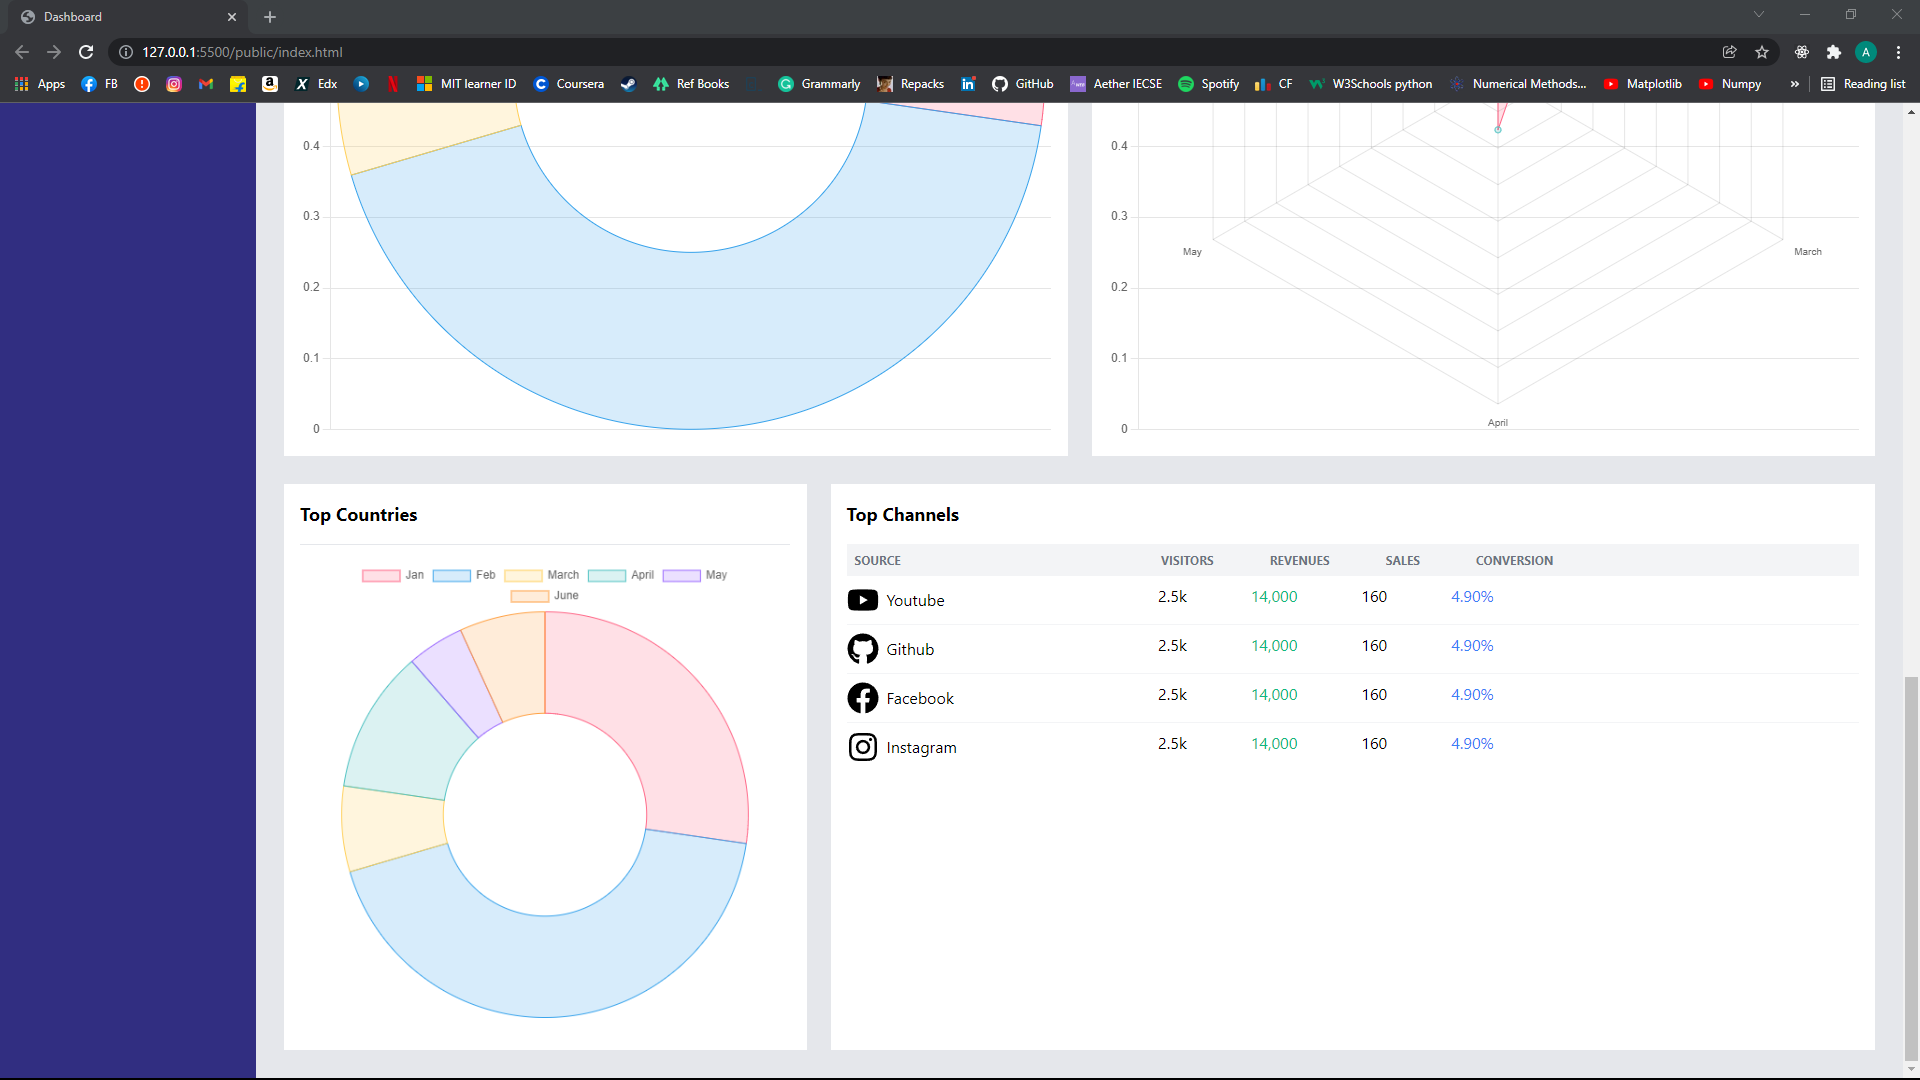 Dashboard
127.0.0.1:5500/public/index.html
A
Apps FB Edx MIT learner ID Coursera Ref Books Grammarly Repacks GitHub Aether IECSE Spotify CF W3Schools python Numerical Methods... Matplotlib Numpy » Reading list
0.4
0.3
0.2
0.1
0
0.4
0.3
0.2
0.1
0
May
March
April
Top Countries
Jan Feb March April May
June
Top Channels
SOURCE VISITORS REVENUES SALES CONVERSION
Youtube 2.5k 14,000 160 4.90%
Github 2.5k 14,000 160 4.90%
Facebook 2.5k 14,000 160 4.90%
Instagram 2.5k 14,000 160 4.90%